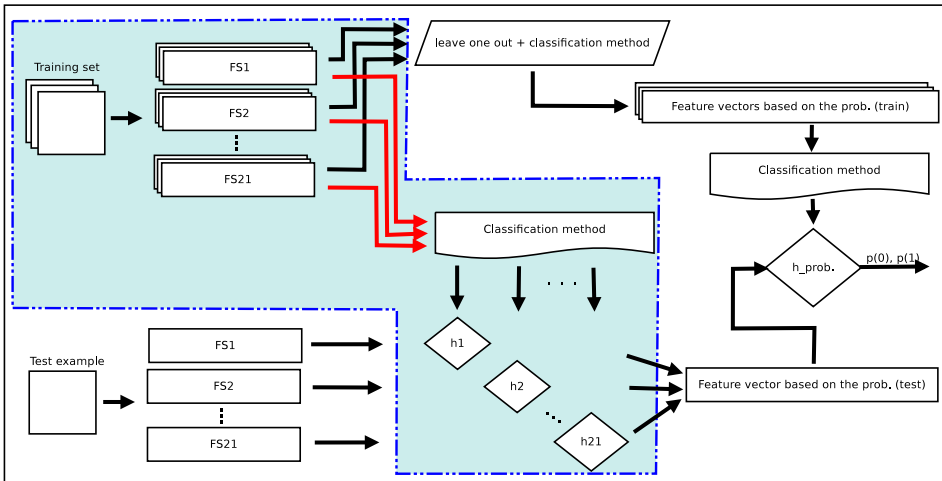 Training set
FS1
FS2
FS21
leave one out + classification method
Feature vectors based on the prob. (train)
Classification method
h_prob.
p(0), p(1)
Classification method
. . .
h1
h2
h21
Test example
FS1
FS2
FS21
Feature vector based on the prob. (test)